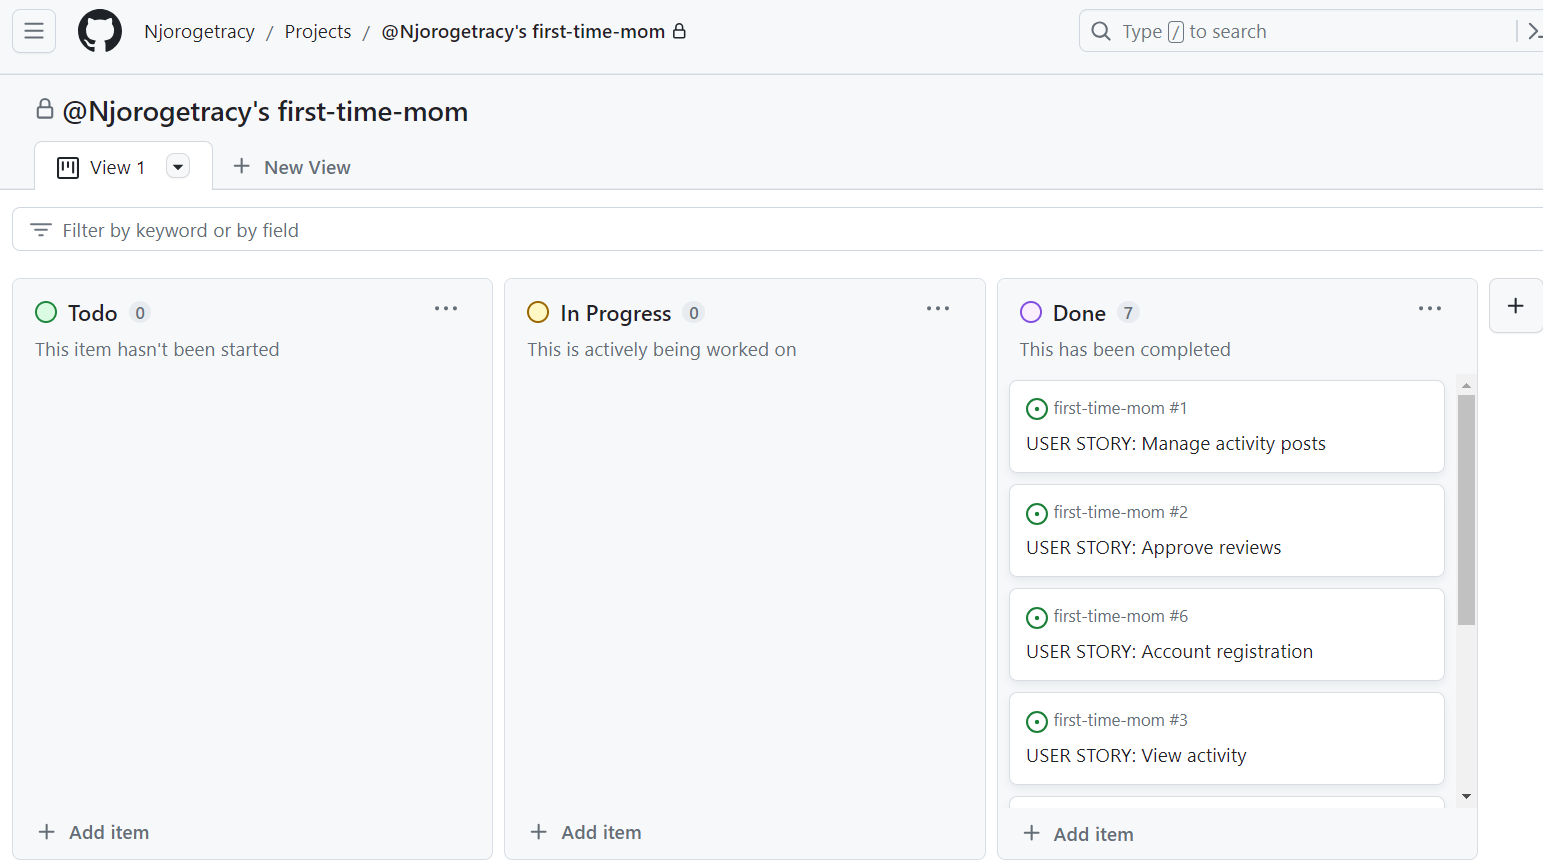 Njorogetracy / Projects / @Njorogetracy's first-time-mom
Type / to search
@Njorogetracy's first-time-mom
View 1
New View
Filter by keyword or by field
Todo 0
This item hasn't been started
Add item
In Progress 0
This is actively being worked on
Add item
Done 7
This has been completed
first-time-mom #1
USER STORY: Manage activity posts
first-time-mom #2
USER STORY: Approve reviews
first-time-mom #6
USER STORY: Account registration
first-time-mom #3
USER STORY: View activity
Add item